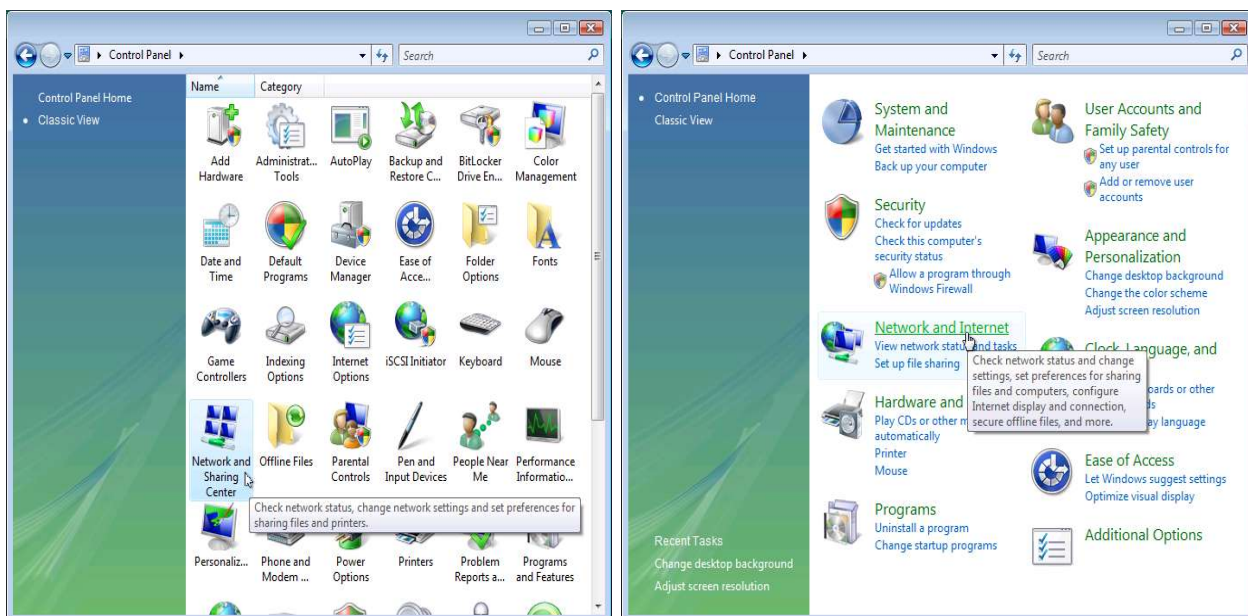 Control Panel
Search
Control Panel Home
Classic View
Name
Category
Add
Hardware
Administrat...
Tools
AutoPlay
Backup and
Restore C...
BitLocker
Drive En...
Color
Management
Date and
Time
Default
Programs
Device
Manager
Ease of
Acce...
Folder
Options
Fonts
Game
Controllers
Indexing
Options
Internet
Options
iSCSI Initiator
Keyboard
Mouse
Network and
Sharing
Center
Offline Files
Parental
Controls
Pen and
Input Devices
People Near
Me
Performance
Informatio...
Check network status, change network settings and set preferences for
sharing files and printers.
Personaliz...
Phone and
Modem ...
Power
Options
Printers
Problem
Reports a...
Programs
and Features
Control Panel
Search
Control Panel Home
Classic View
System and
Maintenance
Get started with Windows
Back up your computer
Security
Check for updates
Check this computer's
security status
Allow a program through
Windows Firewall
Network and Internet
View network status and tasks
Set up file sharing
Check network status and change
settings, set preferences for sharing
files and computers, configure
Internet display and connection,
secure offline files, and more.
Hardware and
Play CDs or other
automatically
Printer
Mouse
Programs
Uninstall a program
Change startup programs
User Accounts and
Family Safety
Set up parental controls for
any user
Add or remove user
accounts
Appearance and
Personalization
Change desktop background
Change the color scheme
Adjust screen resolution
Clock, Language, and
or other
language
Ease of Access
Let Windows suggest settings
Optimize visual display
Additional Options
Recent Tasks
Change desktop background
Adjust screen resolution